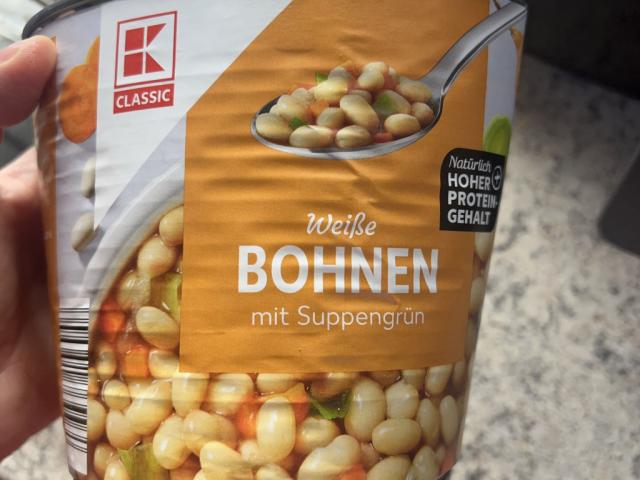 K
CLASSIC
Natürlich
HOHER
PROTEIN-
GEHALT
Weiße
BOHNEN
mit Suppengrün